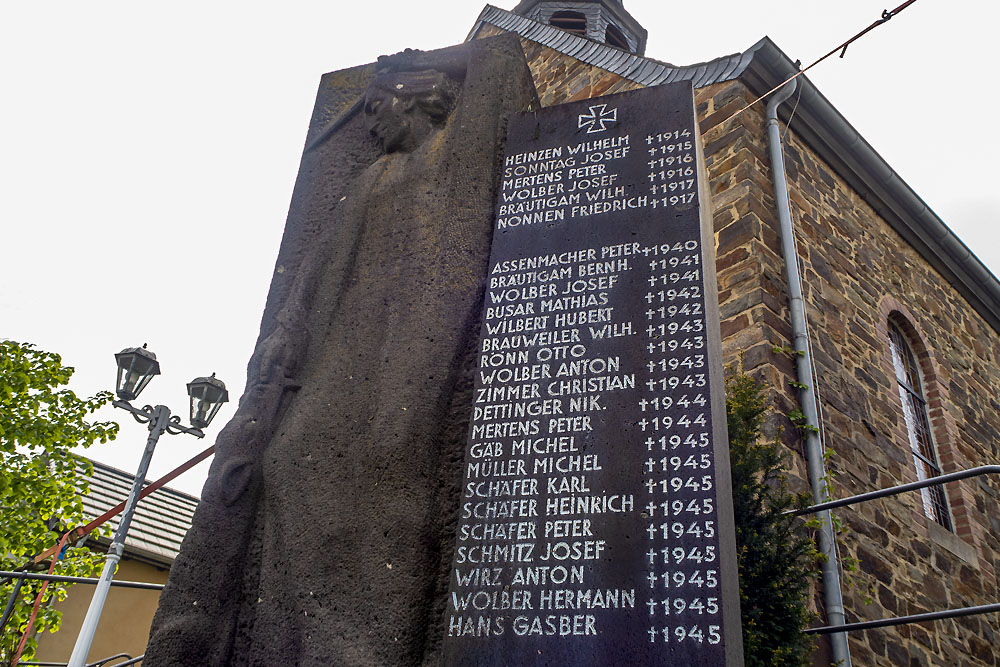 HEINZEN WILHELM †1914
SONNTAG JOSEF †1915
MERTENS PETER †1916
WOLBER JOSEF †1916
BRÄUTIGAM WILH. †1917
NONNEN FRIEDRICH †1917
ASSENMACHER PETER †1940
BRÄUTIGAM BERNH. †1941
WOLBER JOSEF †1941
BUSAR MATHIAS †1942
WILBERT HUBERT †1942
BRAUWEILER WILH. †1943
RÖNN OTTO †1943
WOLBER ANTON †1943
ZIMMER CHRISTIAN †1943
DETTINGER NIK. †1944
MERTENS PETER †1944
GÄB MICHEL †1945
MÜLLER MICHEL †1945
SCHÄFER KARL †1945
SCHÄFER HEINRICH †1945
SCHÄFER PETER †1945
SCHMITZ JOSEF †1945
WIRZ ANTON †1945
WOLBER HERMANN †1945
HANS GASBER †1945